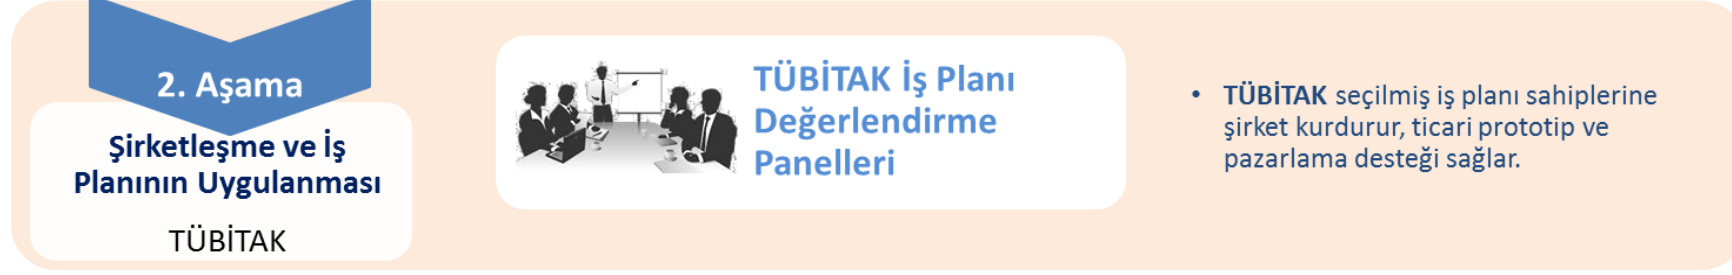 2. Aşama
Şirketleşme ve İş
Planının Uygulanması
TÜBİTAK
TÜBİTAK İş Planı
Değerlendirme
Panelleri
• TÜBİTAK seçilmiş iş planı sahiplerine
şirket kurdurur, ticari prototip ve
pazarlama desteği sağlar.